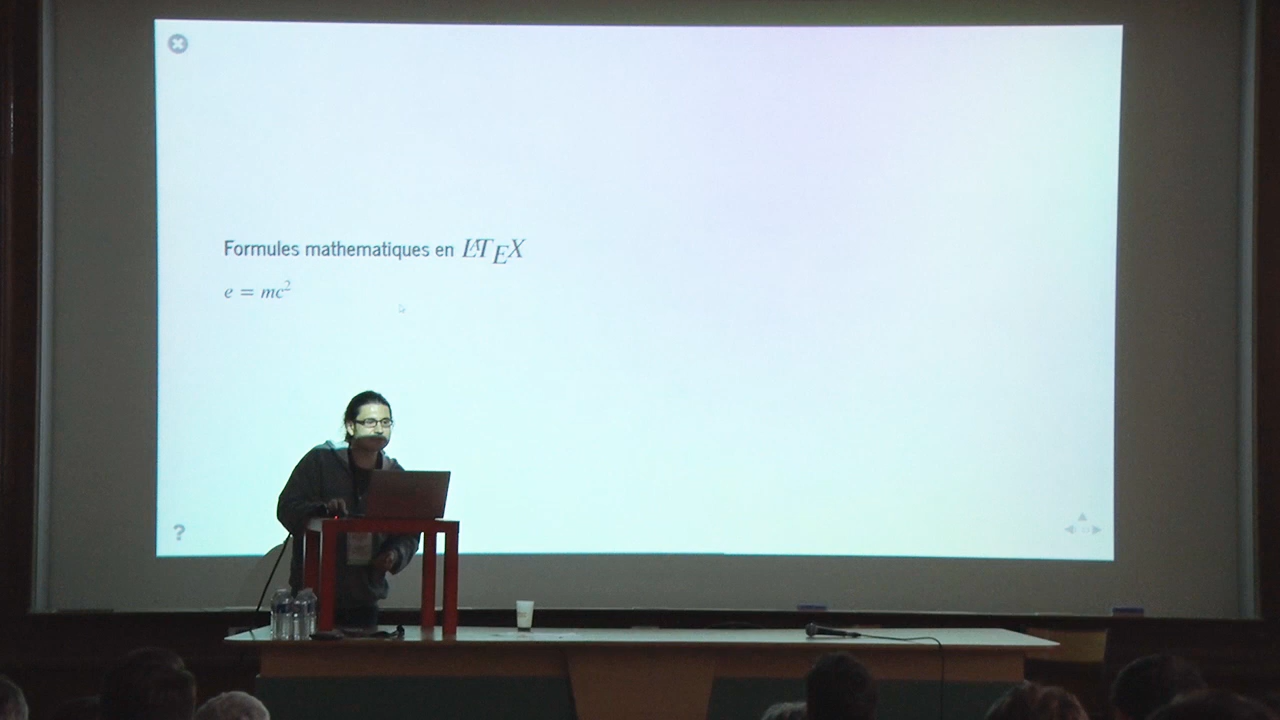 Formules mathematiques en LATEX
e = mc²
?